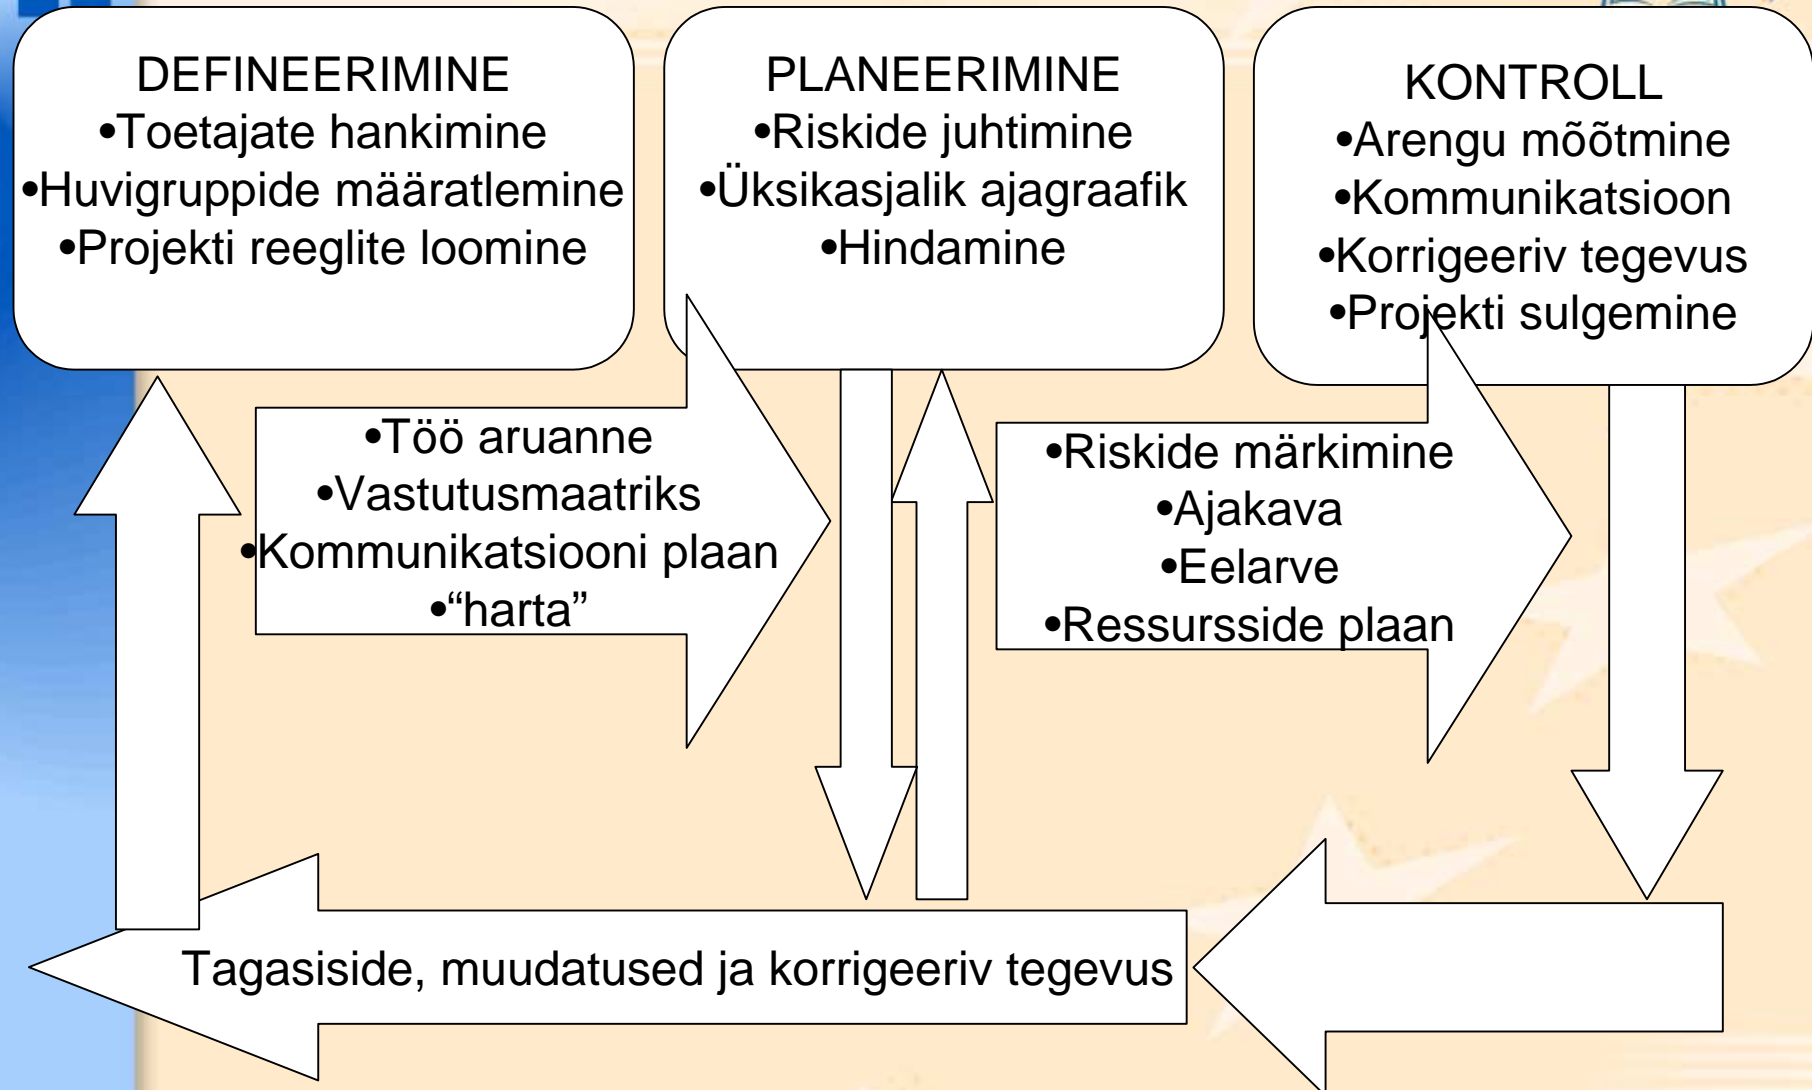 DEFINEERIMINE
•Toetajate hankimine
•Huvigruppide määratlemine
•Projekti reeglite loomine
PLANEERIMINE
•Riskide juhtimine
•Üksikasjalik ajagraafik
•Hindamine
KONTROLL
•Arengu mõõtmine
•Kommunikatsioon
•Korrigeeriv tegevus
•Projekti sulgemine
•Töö aruanne
•Vastutusmaatriks
•Kommunikatsiooni plaan
•“harta”
•Riskide märkimine
•Ajakava
•Eelarve
•Ressursside plaan
Tagasiside, muudatused ja korrigeeriv tegevus